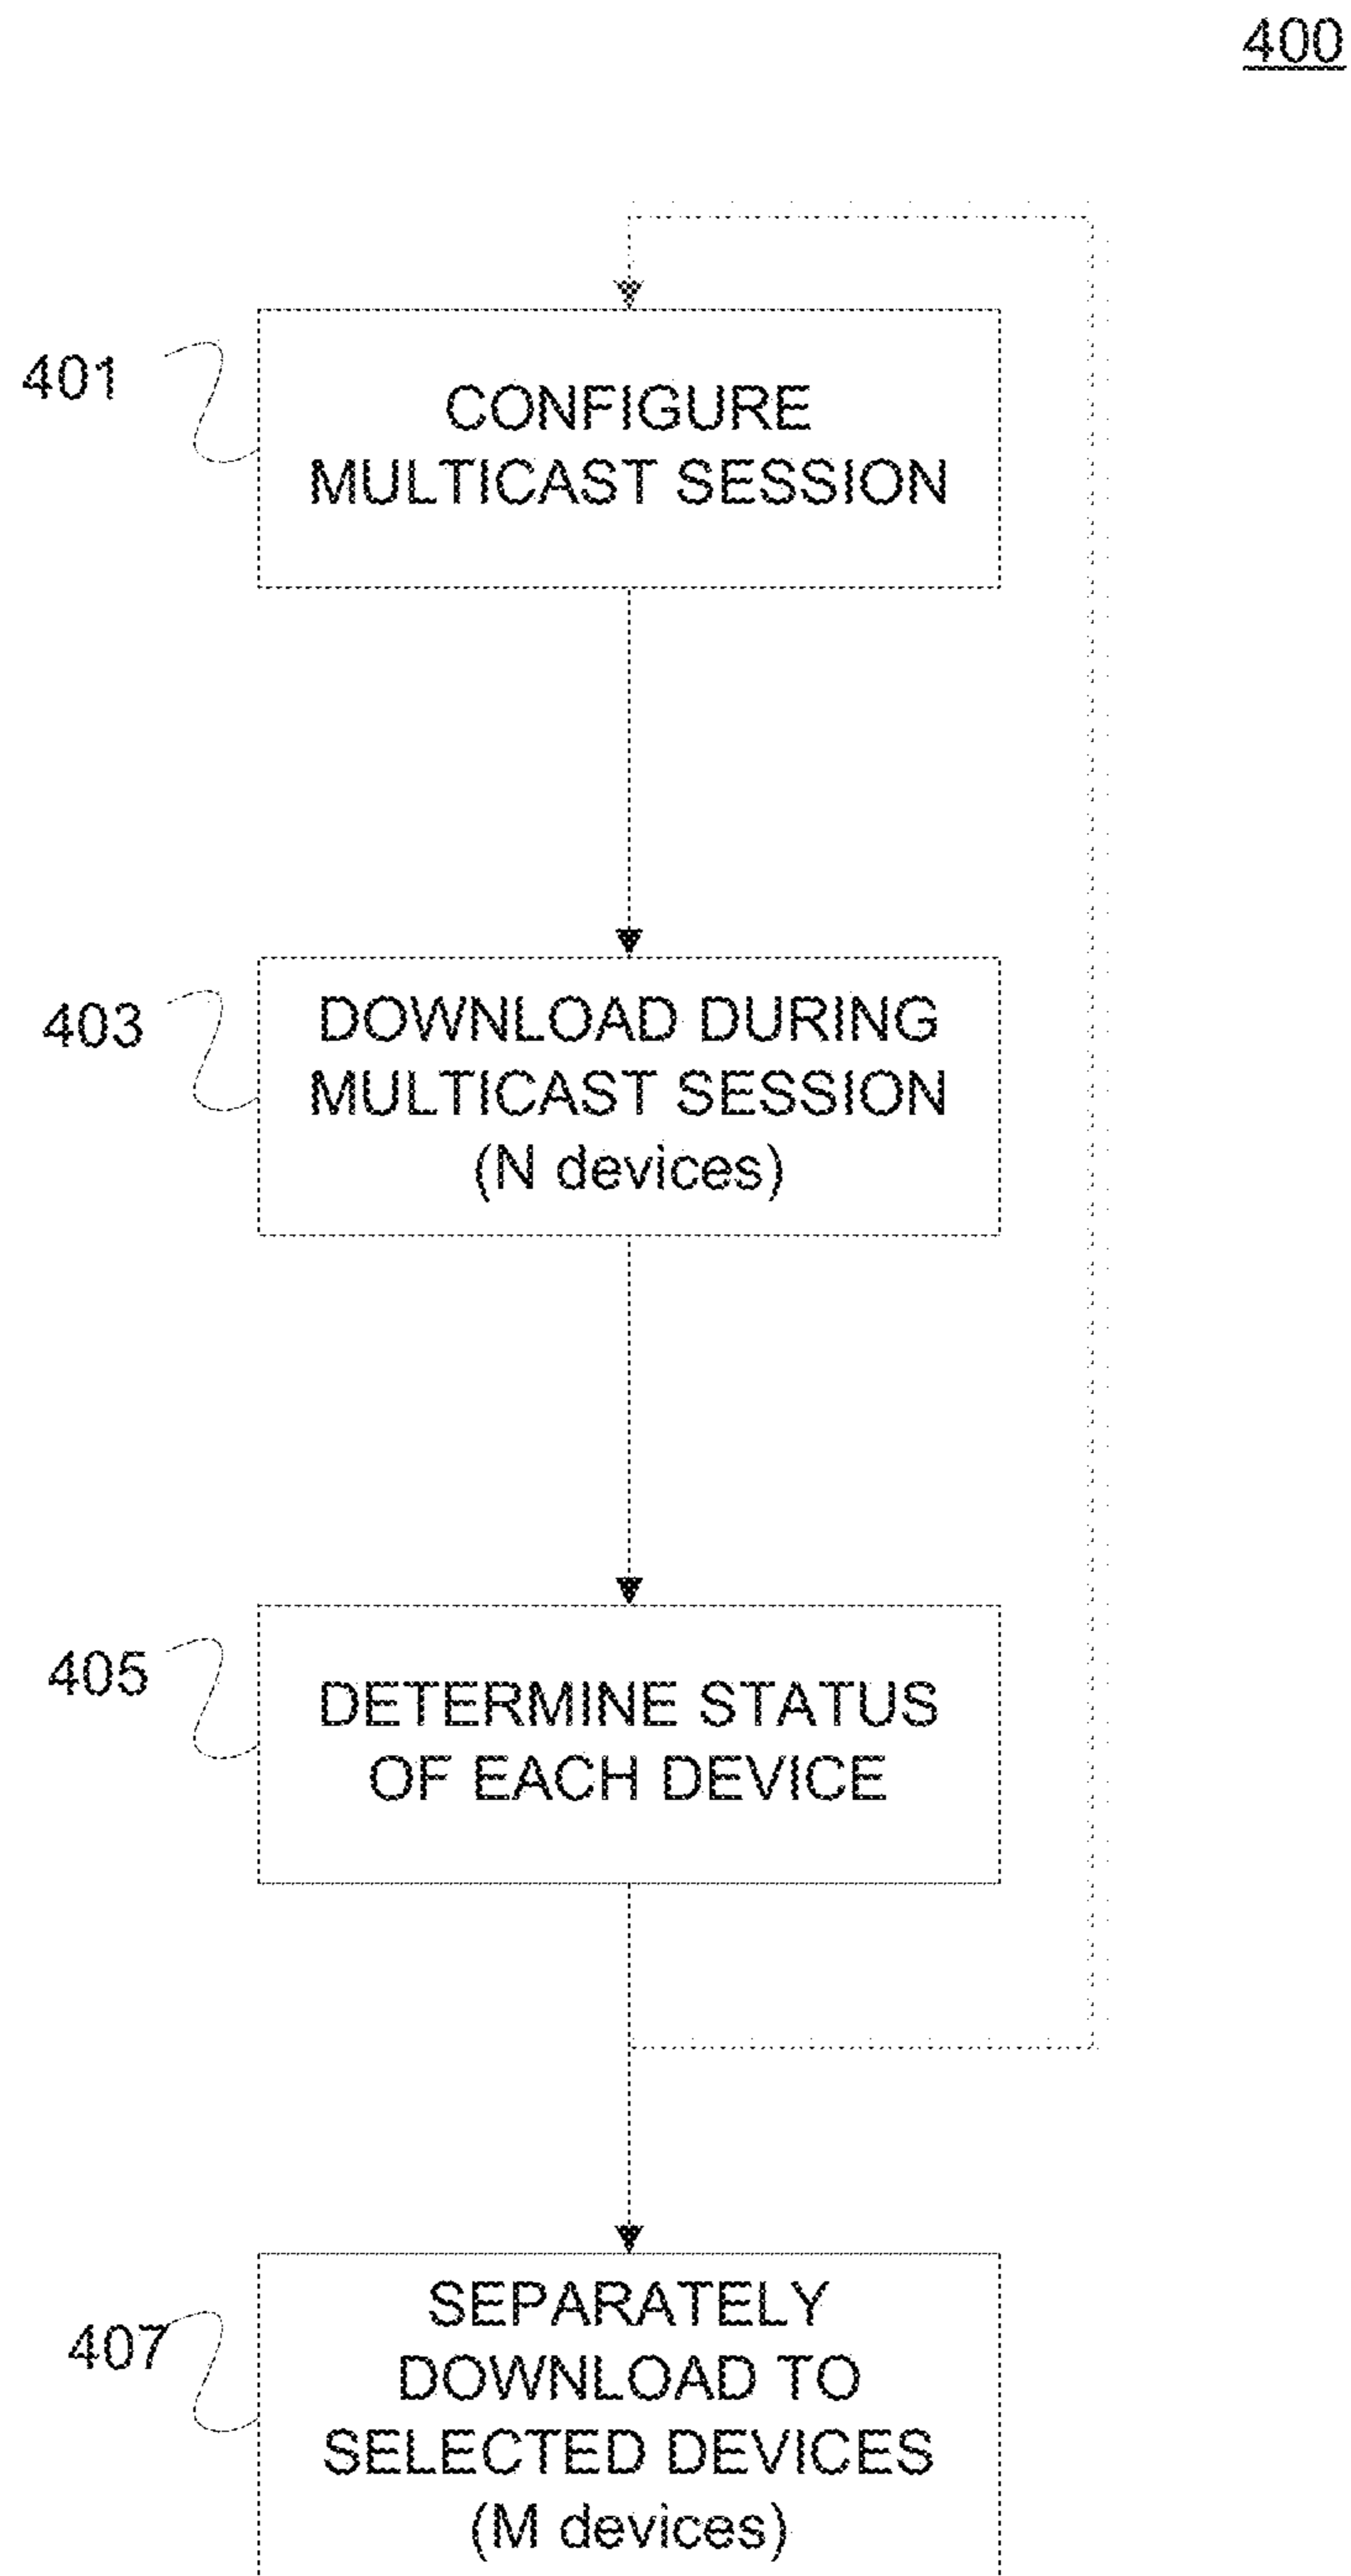 400
401
CONFIGURE
MULTICAST SESSION
403
DOWNLOAD DURING
MULTICAST SESSION
(N devices)
405
DETERMINE STATUS
OF EACH DEVICE
407
SEPARATELY
DOWNLOAD TO
SELECTED DEVICES
(M devices)